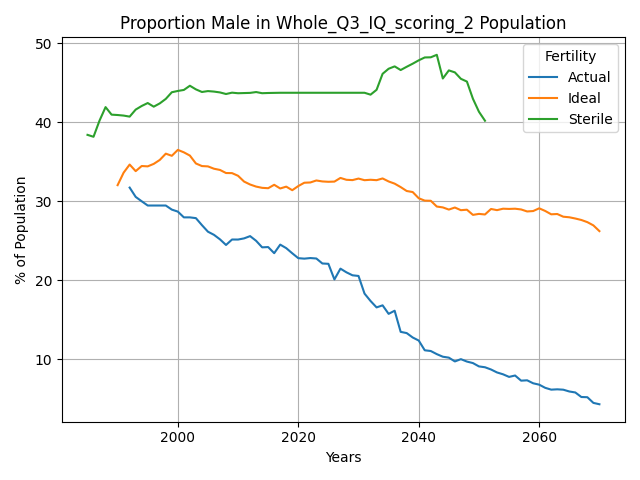 Proportion Male in Whole_Q3_IQ_scoring_2 Population
50
40
30
20
10
% of Population
2000
2020
2040
2060
Years
Fertility
Actual
Ideal
Sterile